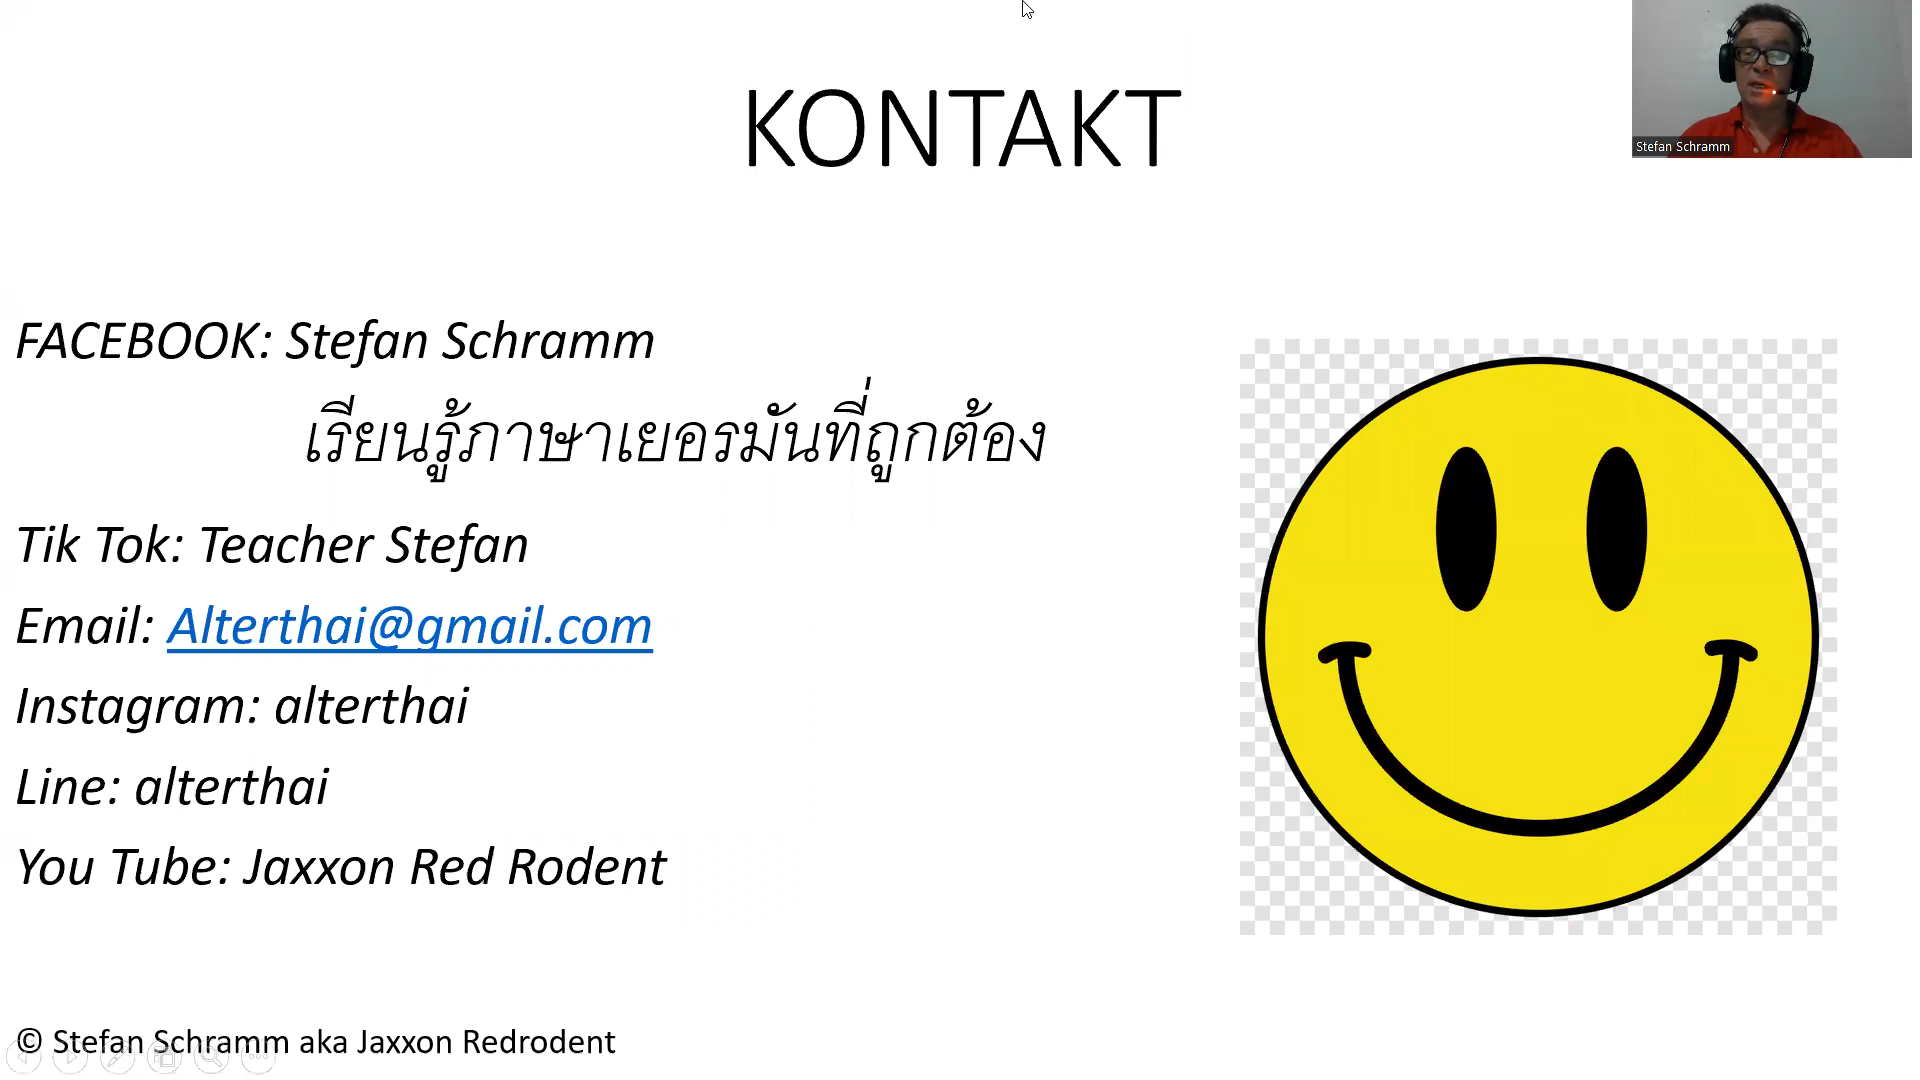 KONTAKT
Stefan Schramm
FACEBOOK: Stefan Schramm
เรียนรู้ภาษาเยอรมันที่ถูกต้อง
Tik Tok: Teacher Stefan
Email: Alterthai@gmail.com
Instagram: alterthai
Line: alterthai
You Tube: Jaxxon Red Rodent
© Stefan Schramm aka Jaxxon Redrodent